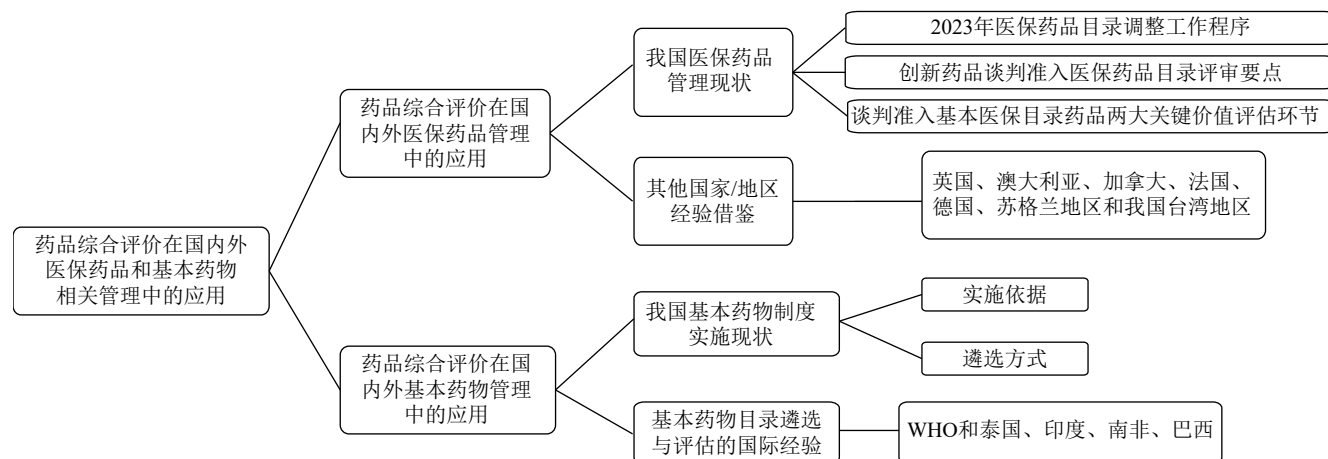 药品综合评价在国内外
医保药品和基本药物
相关管理中的应用
药品综合评价在国
内外医保药品管理
中的应用
我国医保药品
管理现状
2023年医保药品目录调整工作程序
创新药品谈判准入医保药品目录评审要点
谈判准入基本医保目录药品两大关键价值评估环节
其他国家/地区
经验借鉴
英国、澳大利亚、加拿大、法国、
德国、苏格兰地区和我国台湾地区
药品综合评价在国
内外基本药物管理
中的应用
我国基本药物制度
实施现状
实施依据
遴选方式
基本药物目录遴选
与评估的国际经验
WHO和泰国、印度、南非、巴西